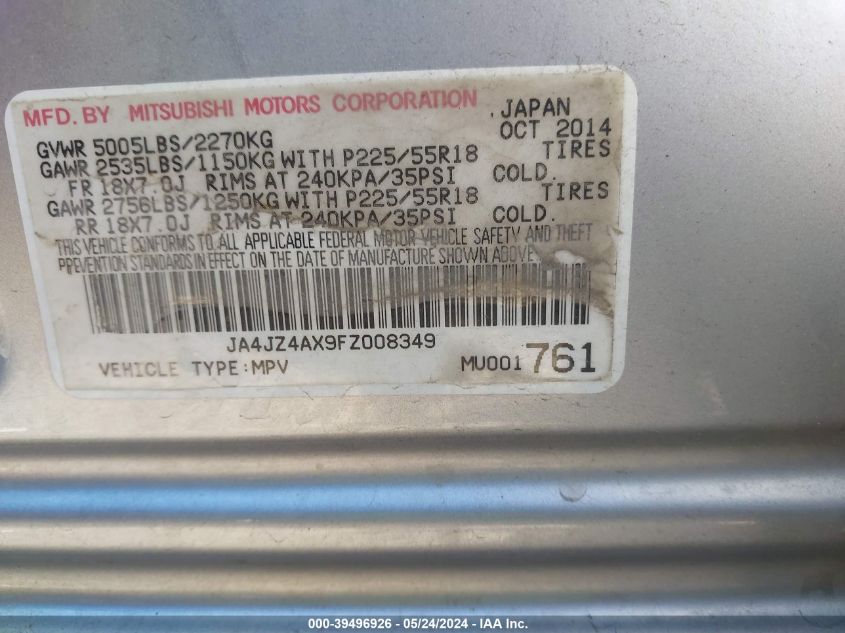 MFD. BY MITSUBISHI MOTORS CORPORATION , JAPAN
GVWR 5005LBS/2270KG OCT 2014
GAWR 2535LBS/1150KG WITH P225/55R18 TIRES
FR 18X7.0J RIMS AT 240KPA/35PSI COLD.
GAWR 2756LBS/1250KG WITH P225/55R18 TIRES
RR 18X7.0J RIMS AT 240KPA/35PSI COLD.
THIS VEHICLE CONFORMS TO ALL APPLICABLE FEDERAL MOTOR VEHICLE SAFETY AND THEFT
PREVENTION STANDARDS IN EFFECT ON THE DATE OF MANUFACTURE SHOWN ABOVE.
JA4JZ4AX9FZ008349
VEHICLE TYPE:MPV MU001 761
000-39496926 - 05/24/2024 - IAA Inc.